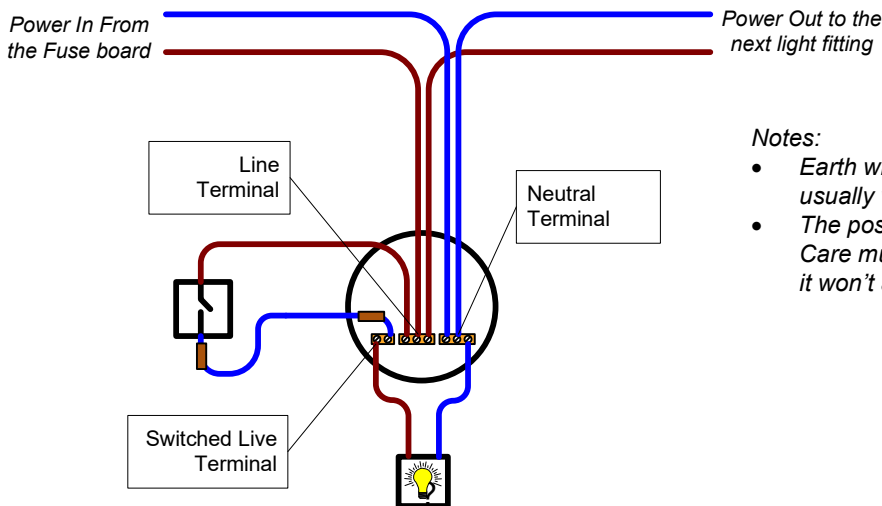 Power In From
the Fuse board
Power Out to the
next light fitting
Line
Terminal
Neutral
Terminal
Notes:
• Earth w
usually
• The pos
Care mu
it won't
Switched Live
Terminal